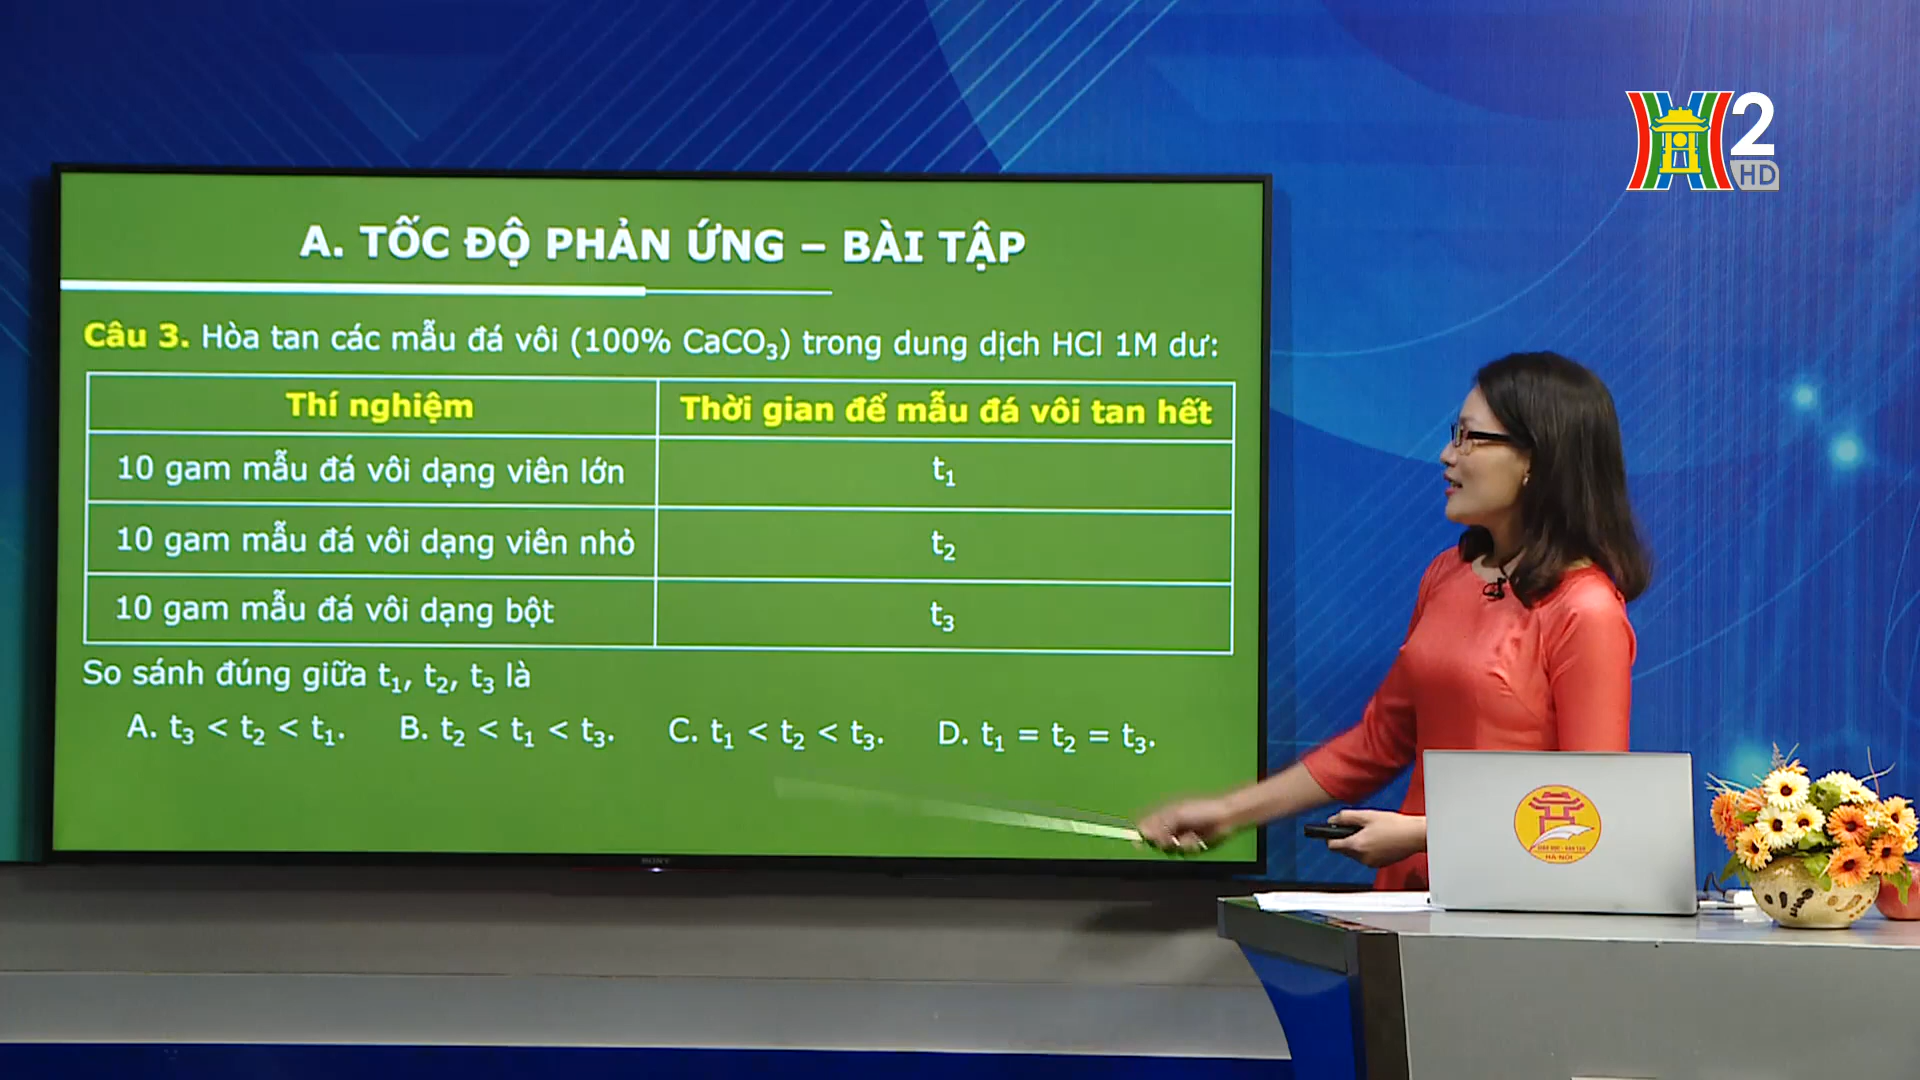 2
HD
A. TỐC ĐỘ PHẢN ỨNG – BÀI TẬP
Câu 3. Hòa tan các mẫu đá vôi (100% CaCO₃) trong dung dịch HCl 1M dư:
Thí nghiệm Thời gian để mẫu đá vôi tan hết
10 gam mẫu đá vôi dạng viên lớn t₁
10 gam mẫu đá vôi dạng viên nhỏ t₂
10 gam mẫu đá vôi dạng bột t₃
So sánh đúng giữa t₁, t₂, t₃ là
A. t₃ < t₂ < t₁. B. t₂ < t₁ < t₃. C. t₁ < t₂ < t₃. D. t₁ = t₂ = t₃.
SONY
HÀ NỘI